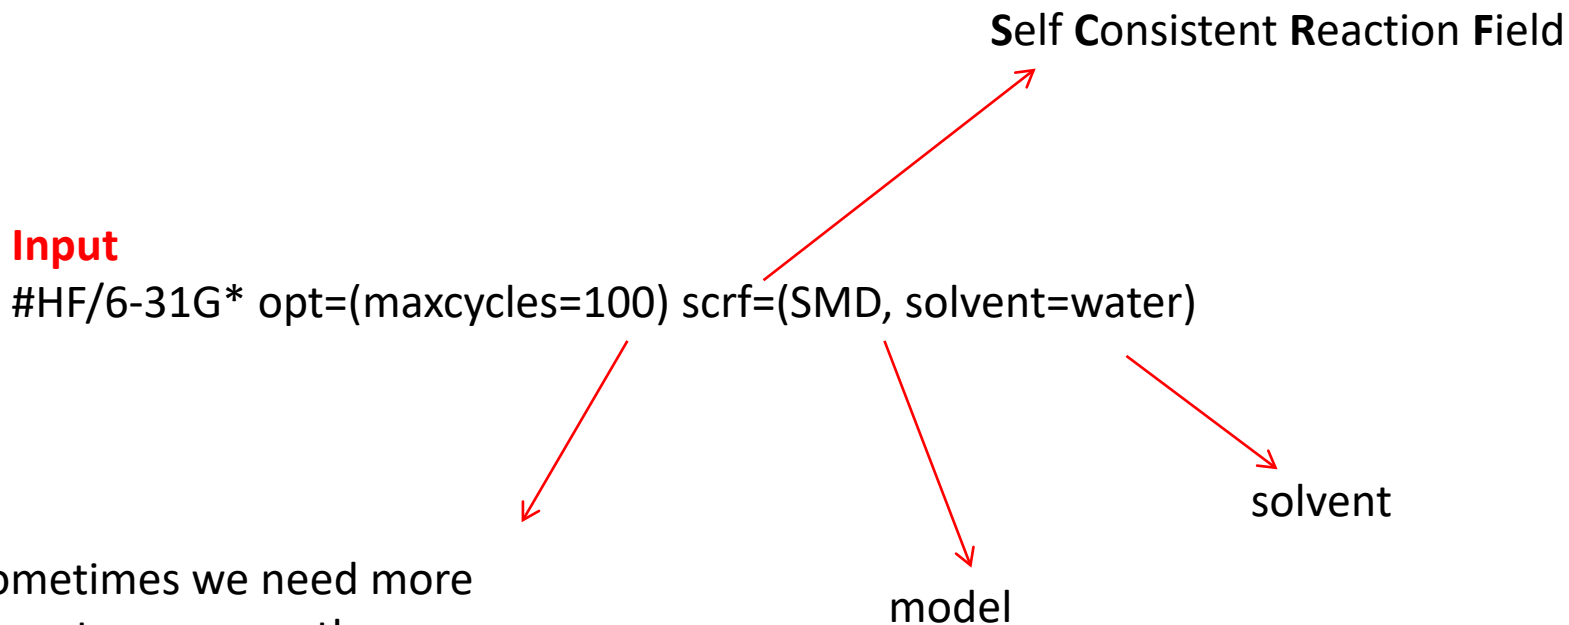 Self Consistent Reaction Field
Input
#HF/6-31G* opt=(maxcycles=100) scrf=(SMD, solvent=water)
solvent
ometimes we need more
model